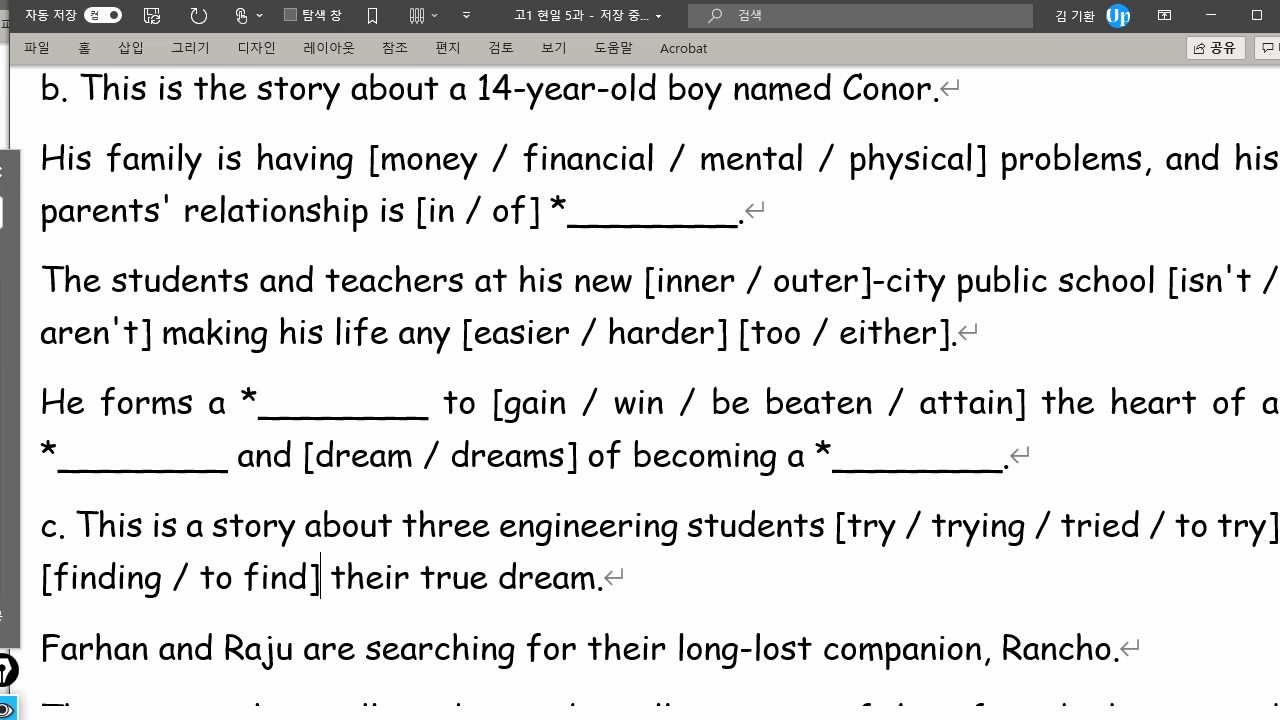 자동 저장 컴 탐색 창 고1 현일 5과 - 저장 중... 검색 김 기환 Up
파일 홈 삽입 그리기 디자인 레이아웃 참조 편지 검토 보기 도움말 Acrobat 공유
b. This is the story about a 14-year-old boy named Conor.
His family is having [money / financial / mental / physical] problems, and his
parents' relationship is [in / of] *________.
The students and teachers at his new [inner / outer]-city public school [isn't /
aren't] making his life any [easier / harder] [too / either].
He forms a *________ to [gain / win / be beaten / attain] the heart of a
*________ and [dream / dreams] of becoming a *________.
c. This is a story about three engineering students [try / trying / tried / to try]
[finding / to find] their true dream.
Farhan and Raju are searching for their long-lost companion, Rancho.